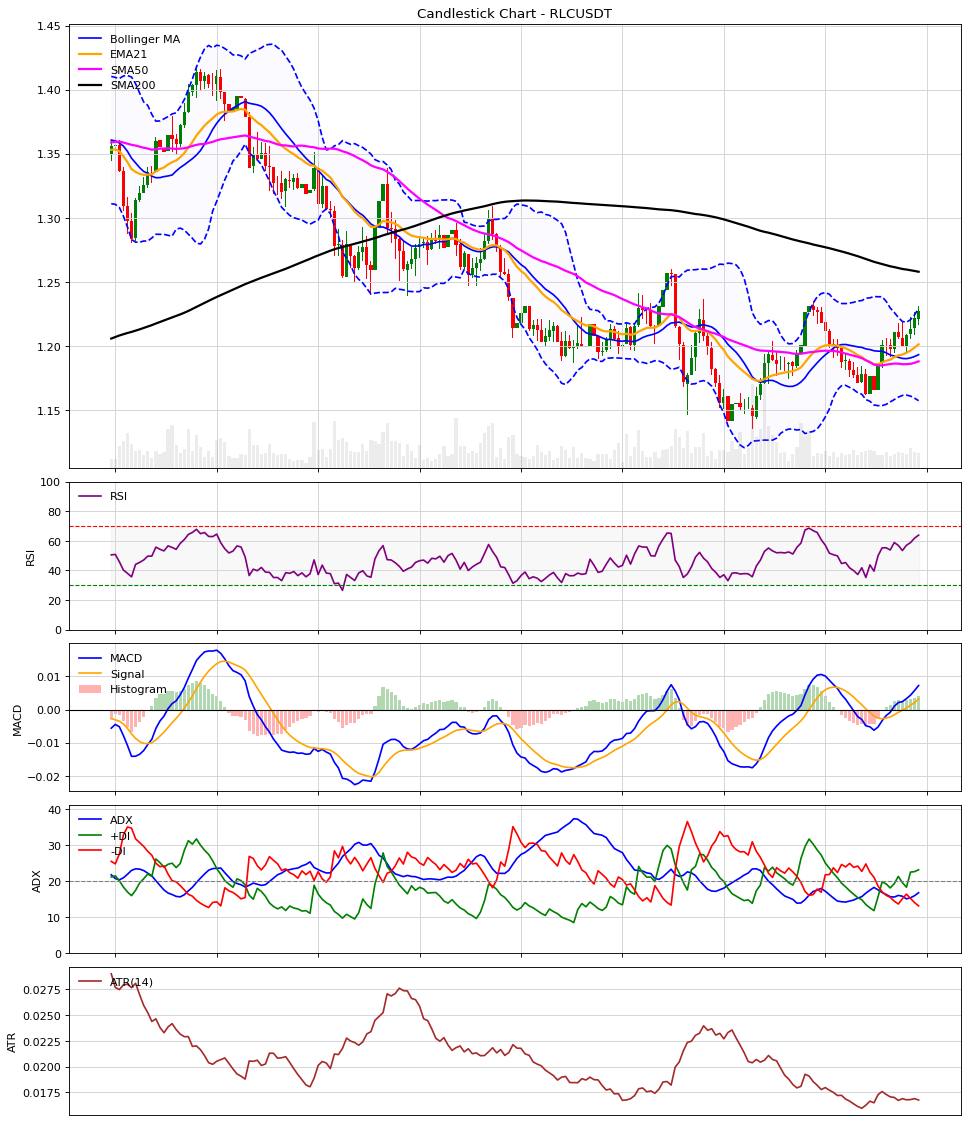 Candlestick Chart - RLCUSDT
1.45
1.40
1.35
1.30
1.25
1.20
1.15
Bollinger MA
EMA21
SMA50
SMA200
100
80
60
40
20
0
RSI
RSI
0.01
0.00
−0.01
−0.02
MACD
MACD
Signal
Histogram
40
30
20
10
0
ADX
ADX
+DI
-DI
0.0275
0.0250
0.0225
0.0200
0.0175
ATR
ATR(14)